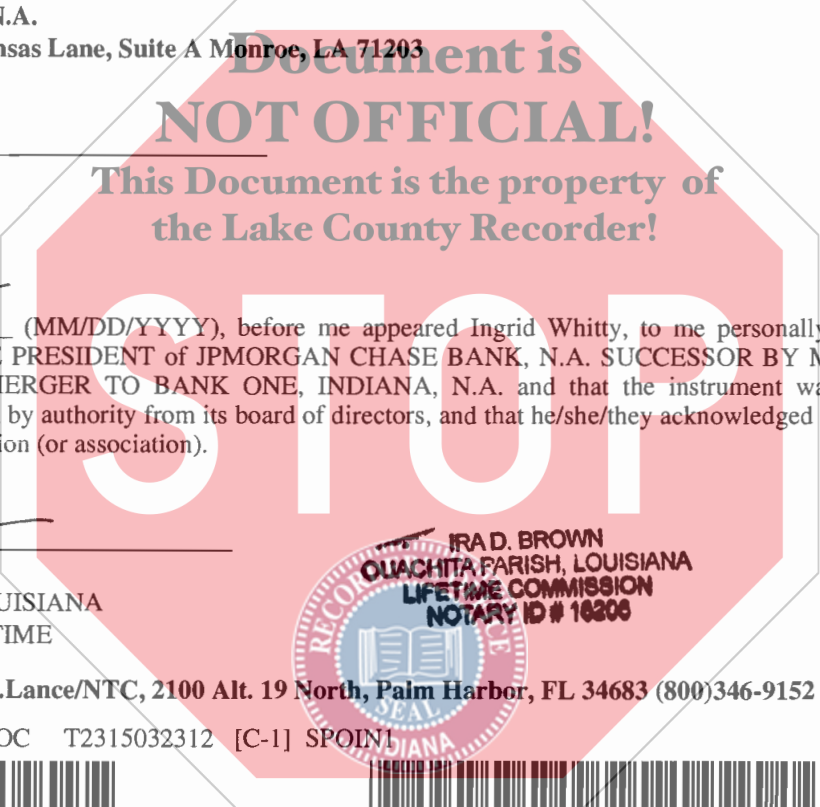 N.A.
nsas Lane, Suite A Monroe, LA 71203
Document is
NOT OFFICIAL!
This Document is the property of
the Lake County Recorder!
STOP
(MM/DD/YYYY), before me appeared Ingrid Whitty, to me personally
E PRESIDENT of JPMORGAN CHASE BANK, N.A. SUCCESSOR BY M
MERGER TO BANK ONE, INDIANA, N.A. and that the instrument wa
by authority from its board of directors, and that he/she/they acknowledged
ion (or association).
IRA D. BROWN
OUACHITA PARISH, LOUISIANA
LIFETIME COMMISSION
NOTARY ID # 16206
UISIANA
TIME
SEAL
INDIANA
.Lance/NTC, 2100 Alt. 19 North, Palm Harbor, FL 34683 (800)346-9152
OC T2315032312 [C-1] SPOIN1